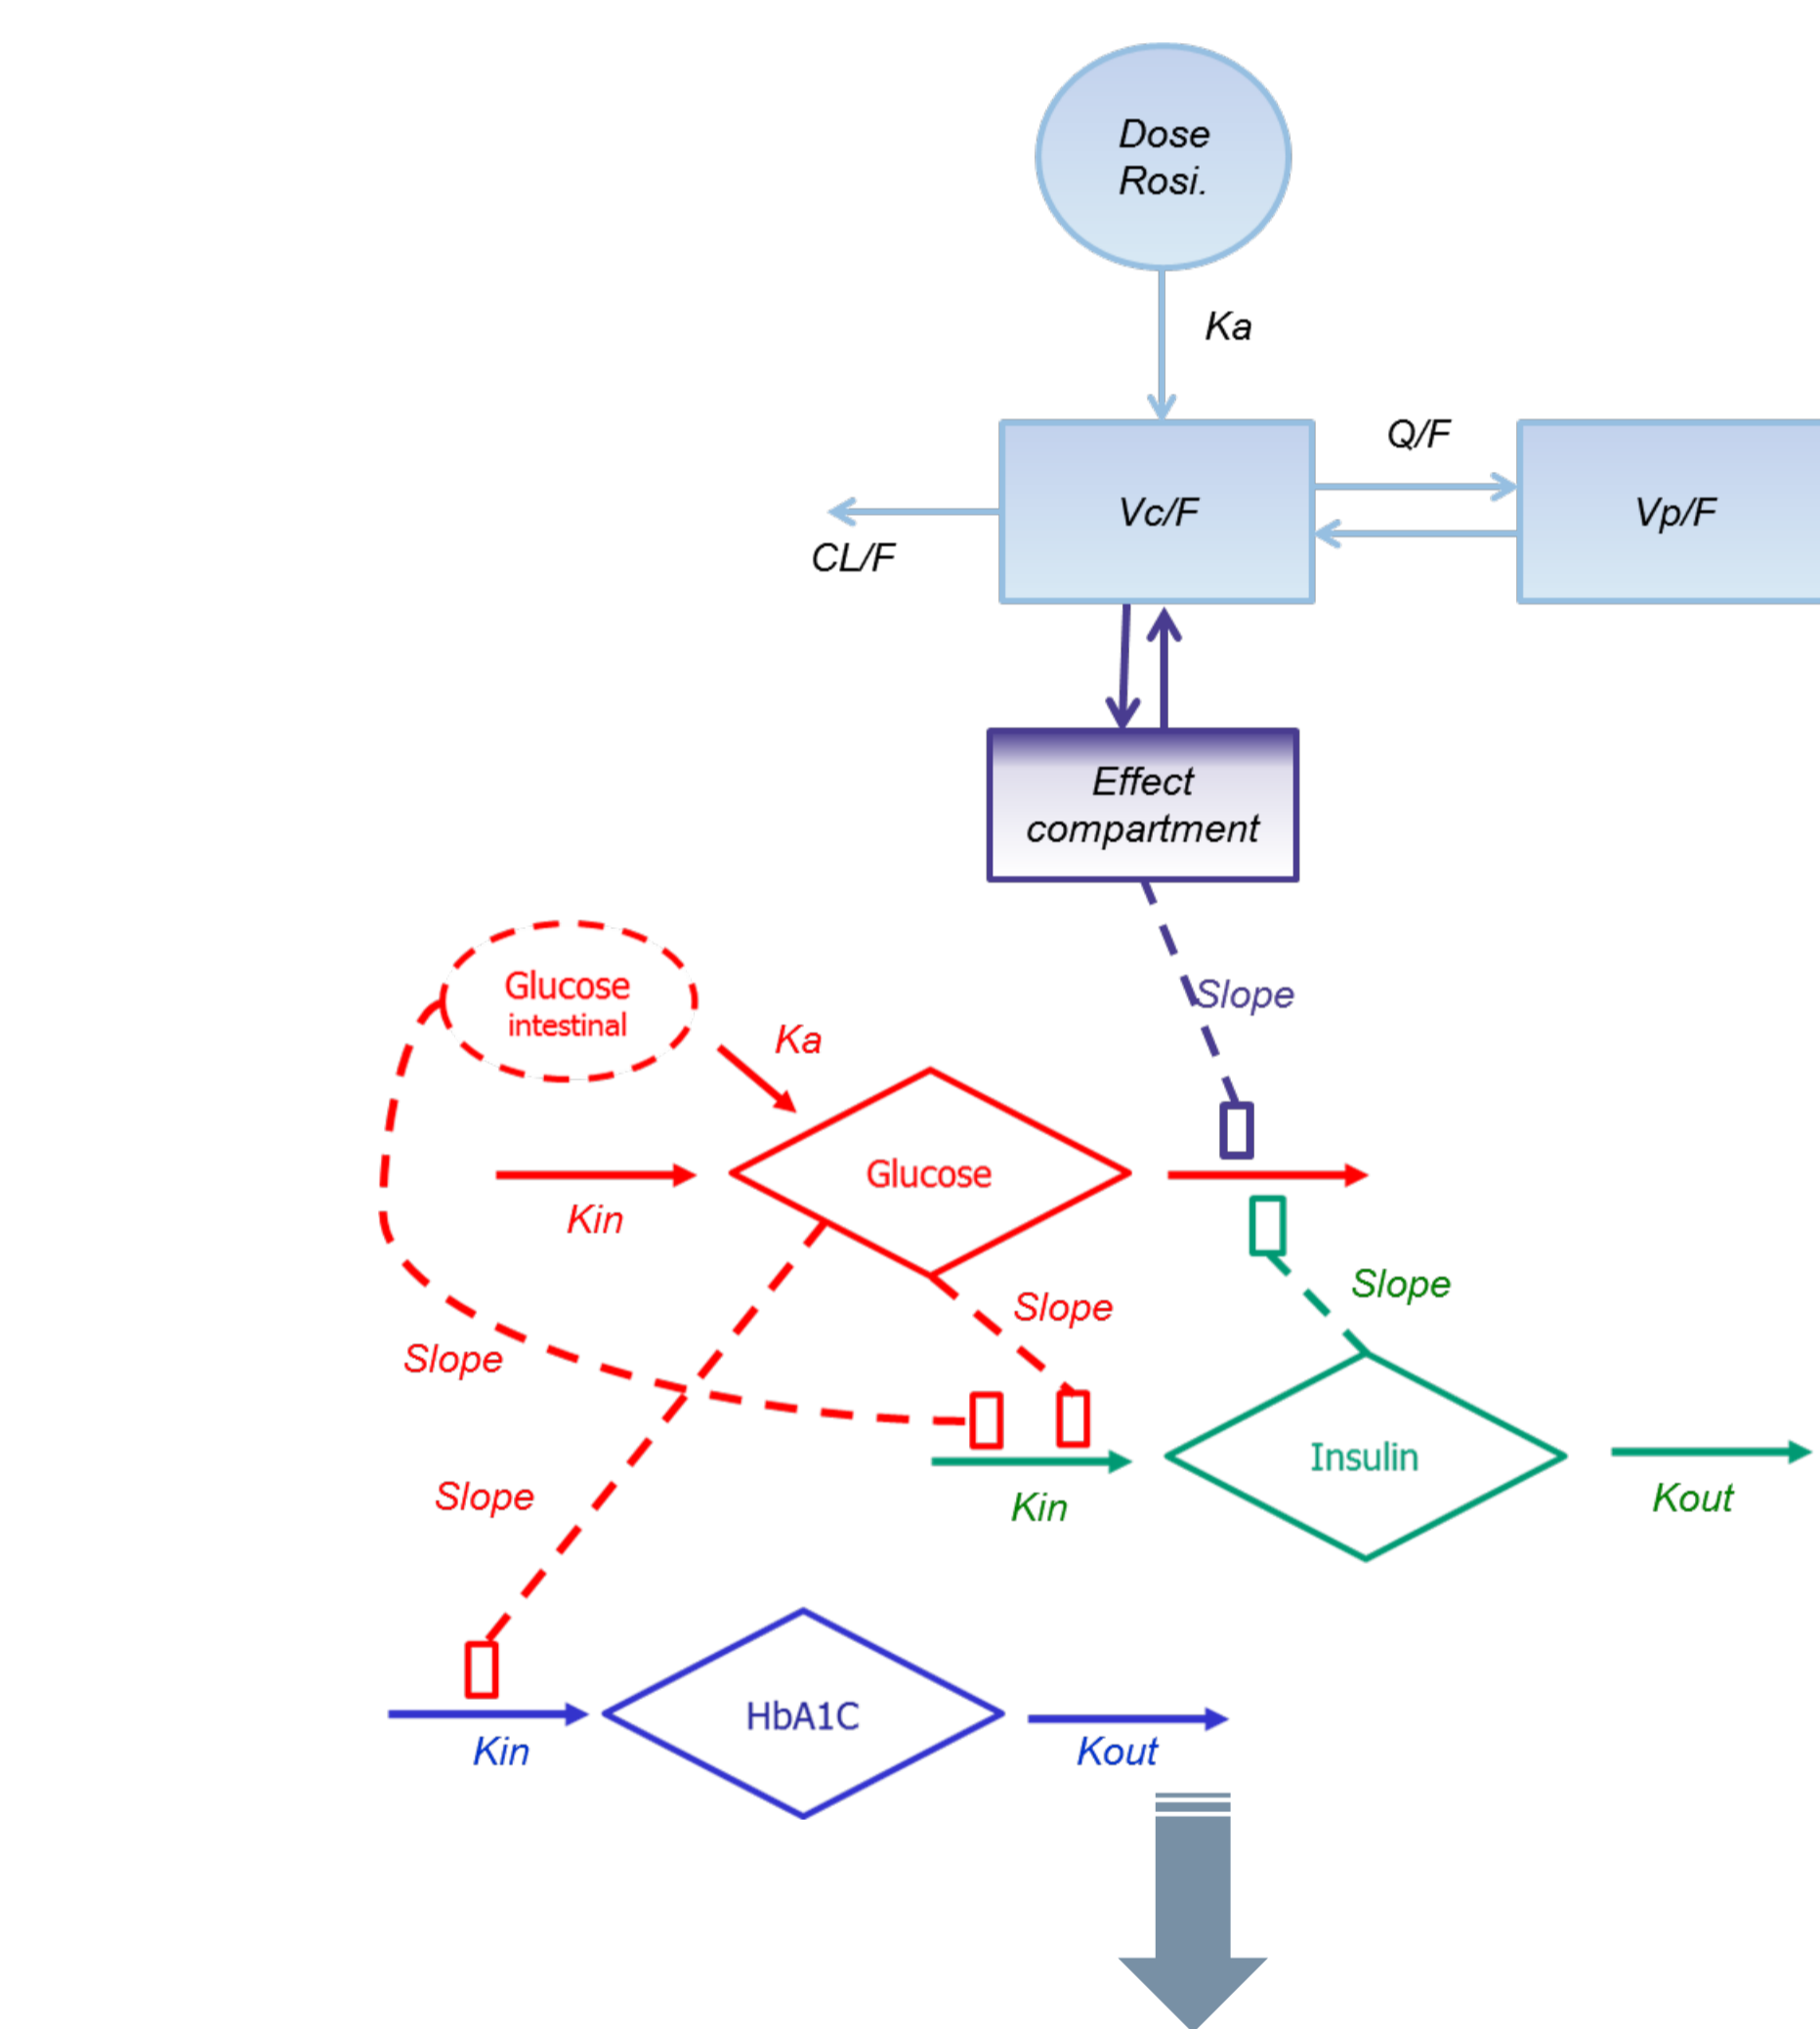 Dose
Rosi.
Ka
Q/F
Vc/F
Vp/F
CL/F
Effect
compartment
Slope
Glucose
intestinal
Ka
Glucose
Kin
Slope
Slope
Slope
Insulin
Kin
Kout
Slope
HbA1C
Kin
Kout